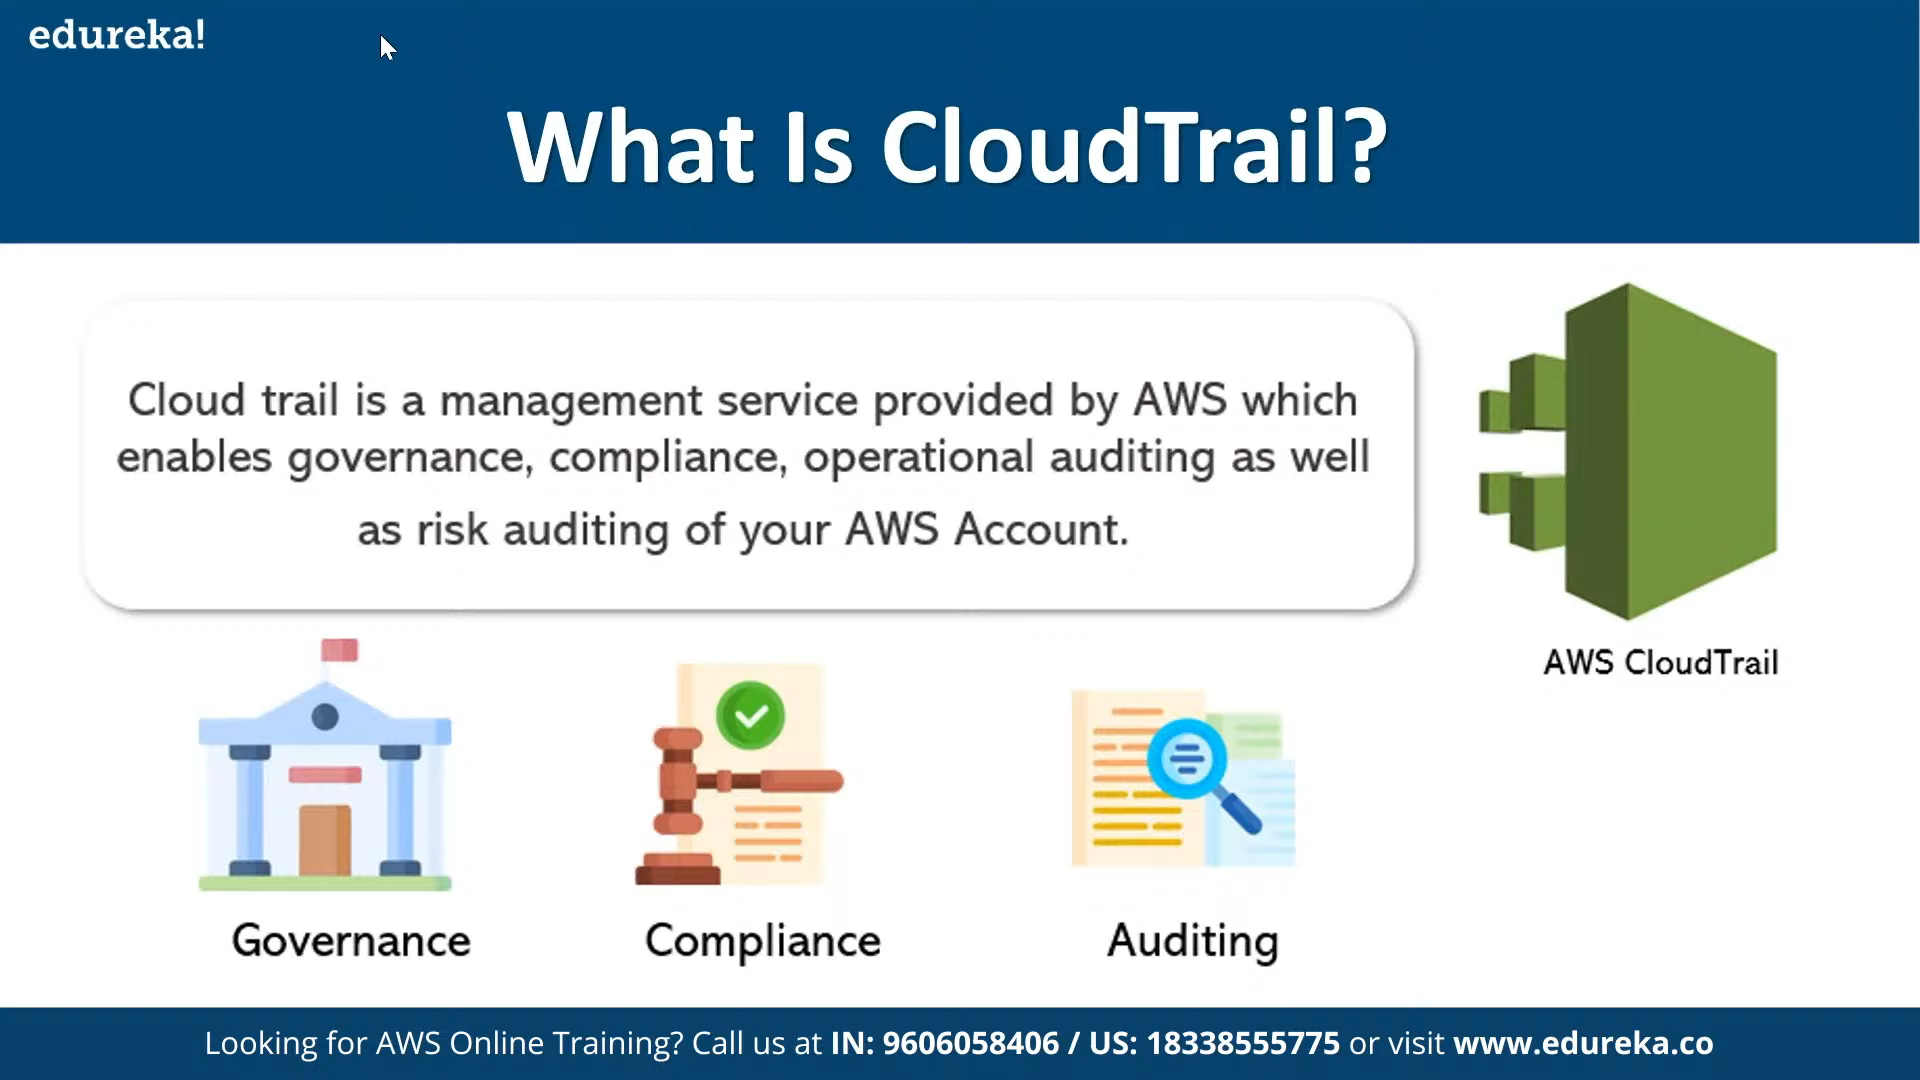 edureka!
What Is CloudTrail?
Cloud trail is a management service provided by AWS which
enables governance, compliance, operational auditing as well
as risk auditing of your AWS Account.
AWS CloudTrail
Governance
Compliance
Auditing
Looking for AWS Online Training? Call us at IN: 9606058406 / US: 18338555775 or visit www.edureka.co